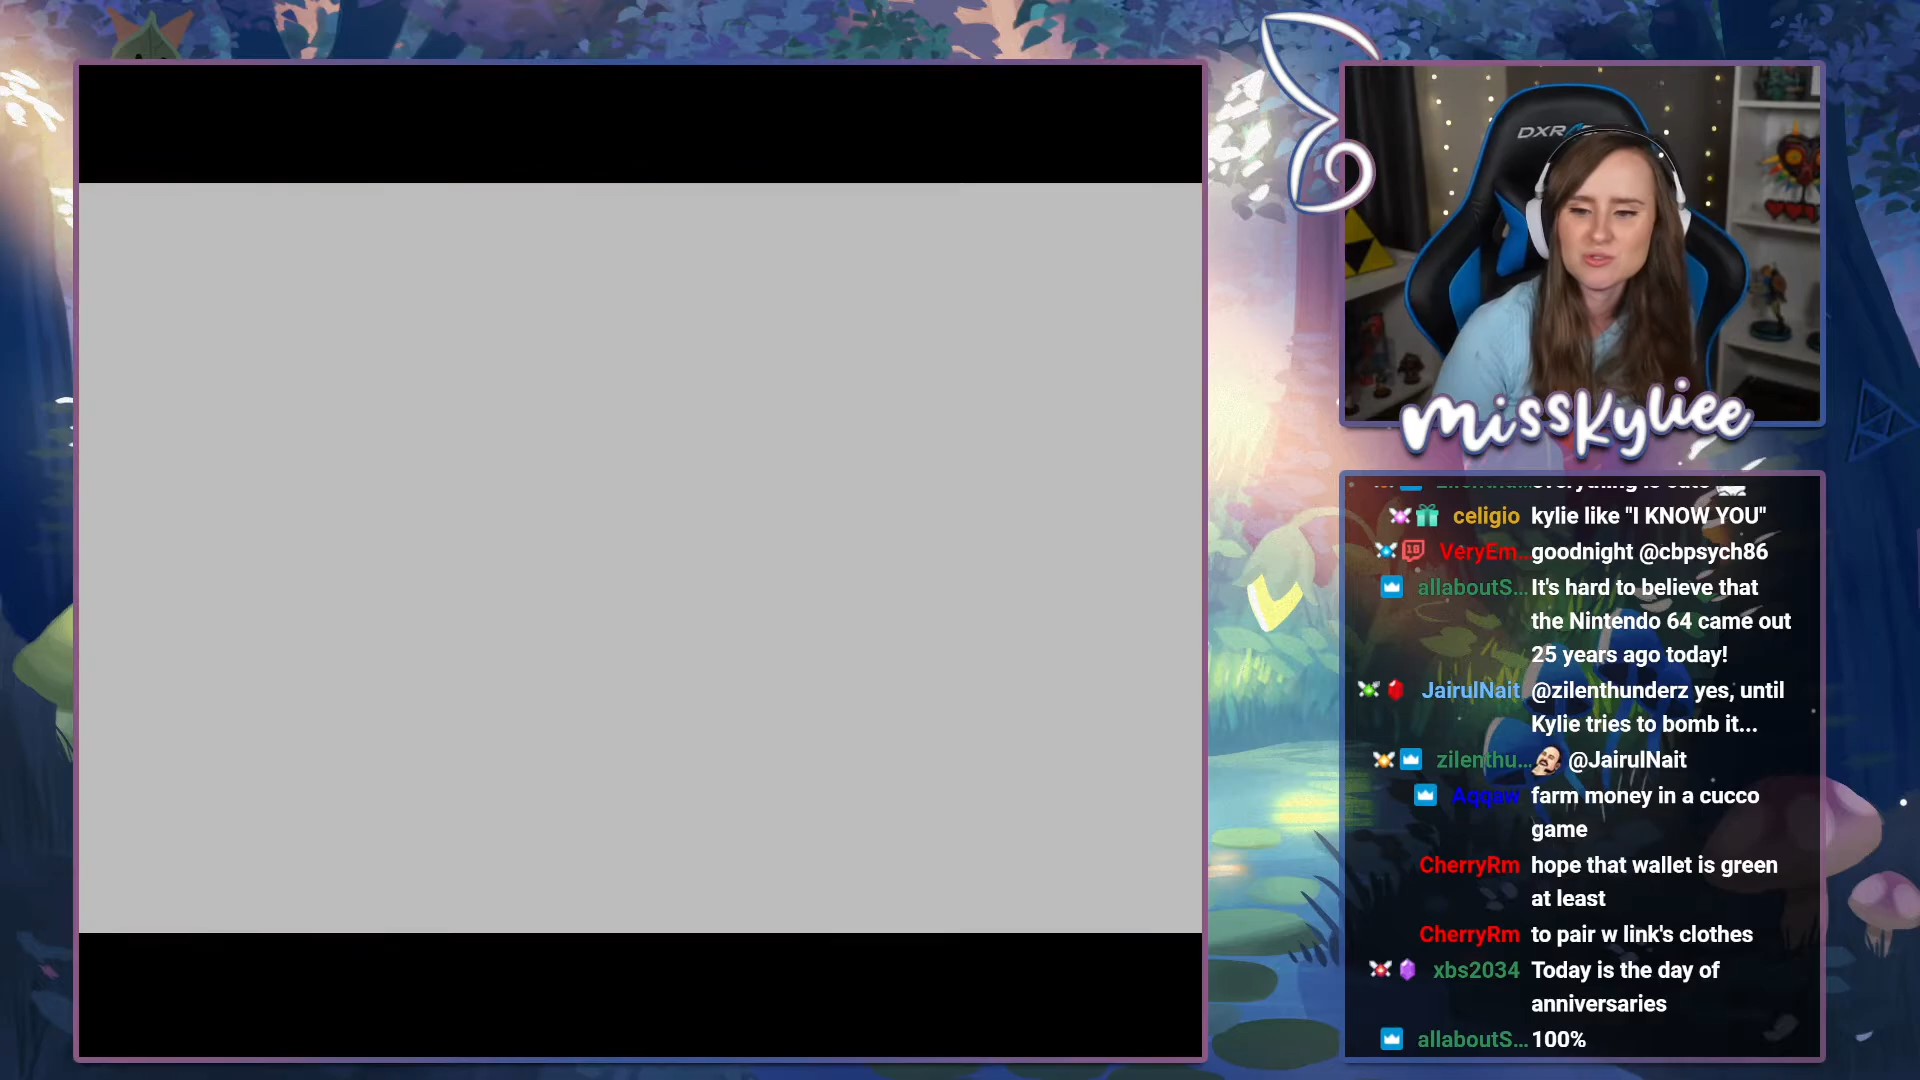 DXR
missKyliee
celigio kylie like "I KNOW YOU"
VeryEm... goodnight @cbpsych86
allaboutS... It's hard to believe that
the Nintendo 64 came out
25 years ago today!
JairulNait @zilenthunderz yes, until
Kylie tries to bomb it...
zilenthu... @JairulNait
Aqqaw farm money in a cucco
game
CherryRm hope that wallet is green
at least
CherryRm to pair w link's clothes
xbs2034 Today is the day of
anniversaries
allaboutS... 100%